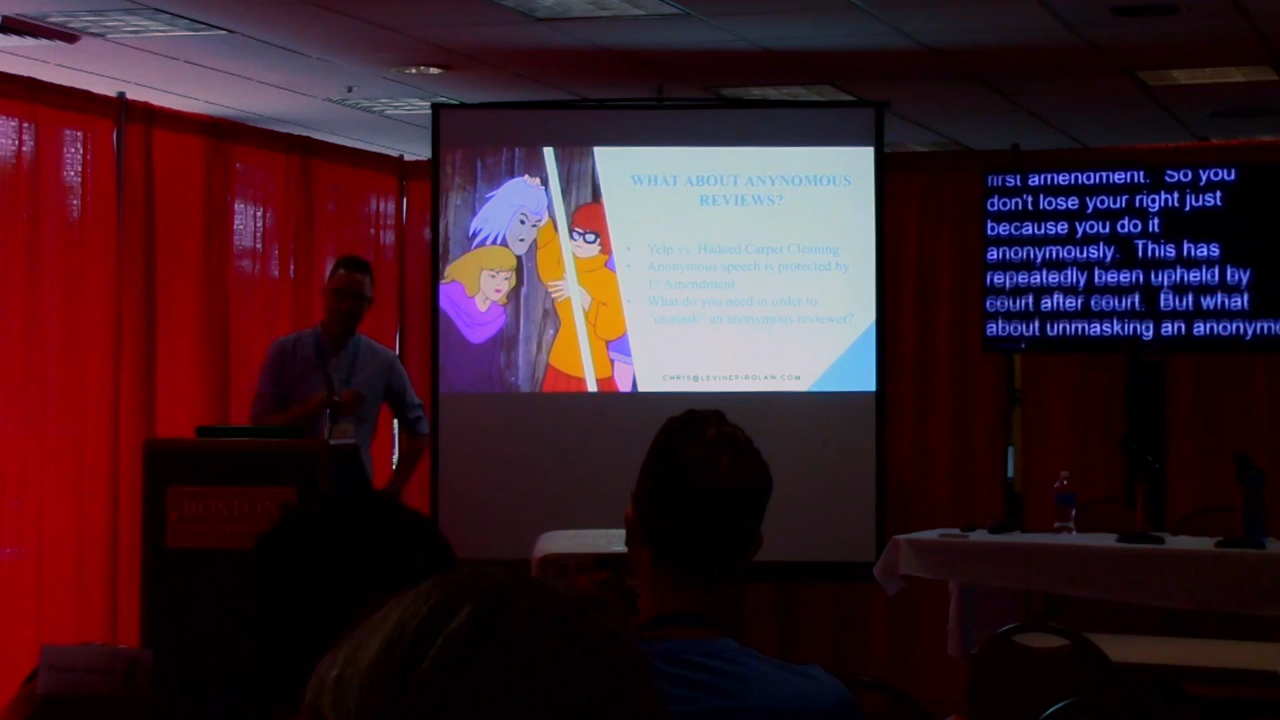 WHAT ABOUT ANYNOMOUS
REVIEWS?
• Yelp vs. Hadeed Carpet Cleaning
• Anonymous speech is protected by
1st Amendment
• What do you need in order to
"unmask" an anonymous reviewer?
CHRIS@LEVINEPIROLAW.COM
first amendment. So you
don't lose your right just
because you do it
anonymously. This has
repeatedly been upheld by
court after court. But what
about unmasking an anonym
BOSTON